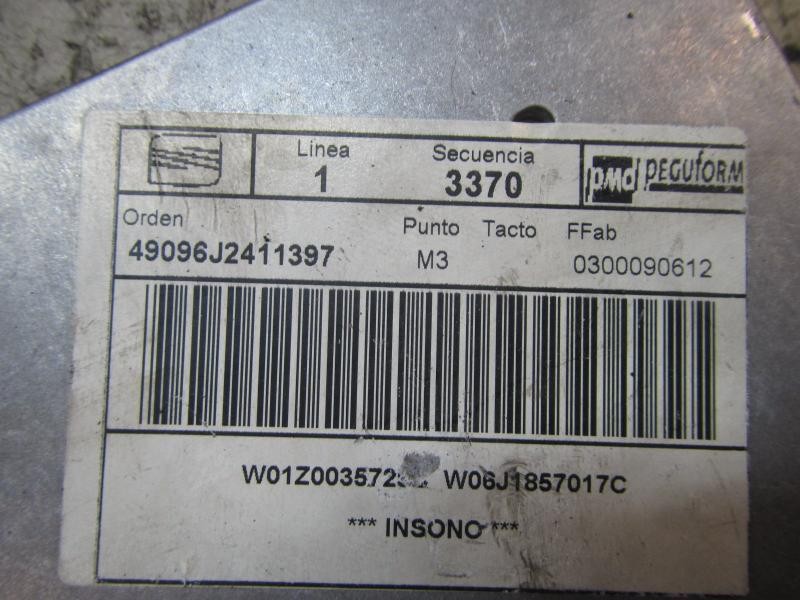 Linea Secuencia
1 3370
PMD PEGUFORM
Orden Punto Tacto FFab
49096J2411397 M3 0300090612
W06J1857017C
*** INSONO ***